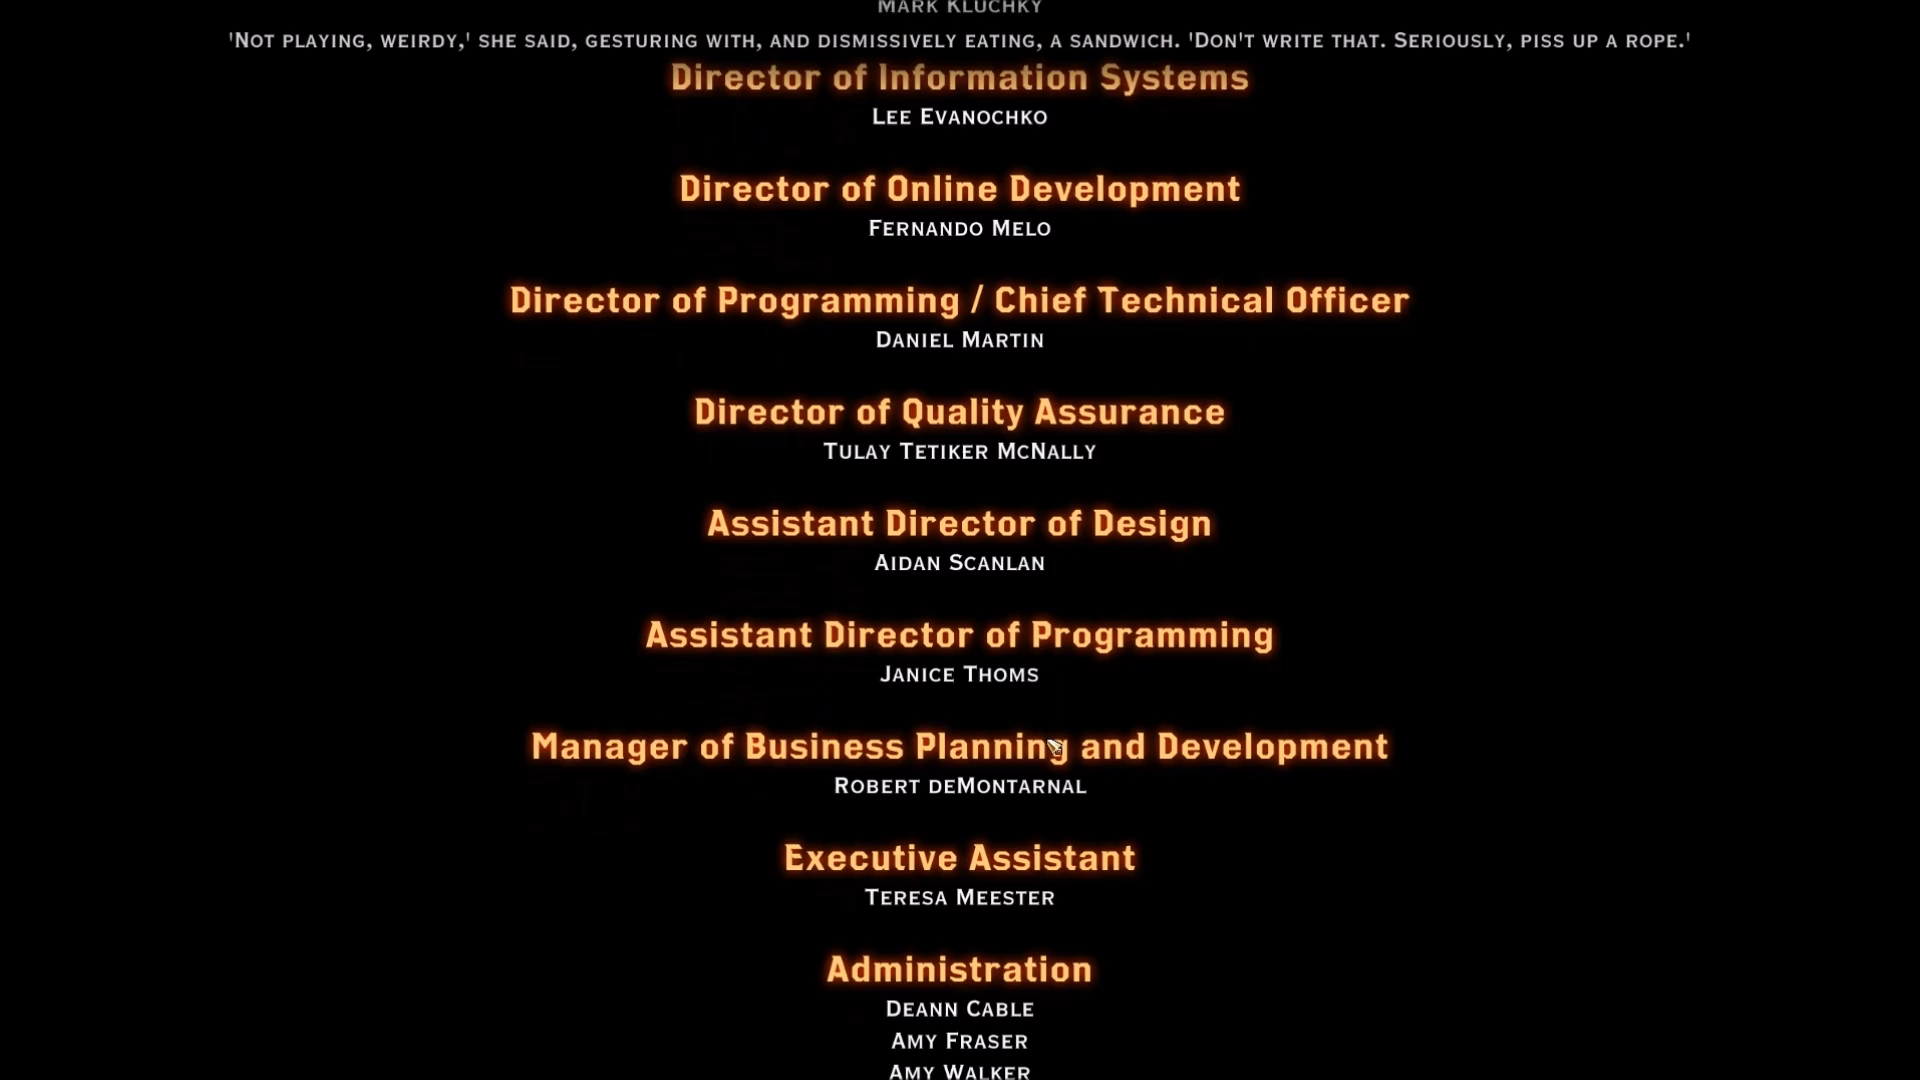 Mark Kluchky
'Not playing, weirdy,' she said, gesturing with, and dismissively eating, a sandwich. 'Don't write that. Seriously, piss up a rope.'
Director of Information Systems
Lee Evanochko
Director of Online Development
Fernando Melo
Director of Programming / Chief Technical Officer
Daniel Martin
Director of Quality Assurance
Tulay Tetiker McNally
Assistant Director of Design
Aidan Scanlan
Assistant Director of Programming
Janice Thoms
Manager of Business Planning and Development
Robert deMontarnal
Executive Assistant
Teresa Meester
Administration
Deann Cable
Amy Fraser
Amy Walker